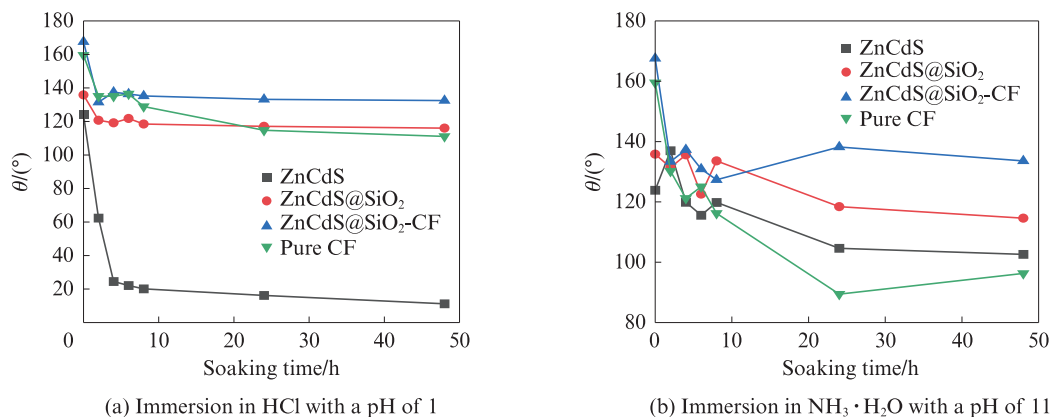 180
160
140
120
100
80
60
40
20
0
10
20
30
40
50
θ/(°)
Soaking time/h
ZnCdS
ZnCdS@SiO₂
ZnCdS@SiO₂-CF
Pure CF
(a) Immersion in HCl with a pH of 1
180
160
140
120
100
80
0
10
20
30
40
50
θ/(°)
Soaking time/h
ZnCdS
ZnCdS@SiO₂
ZnCdS@SiO₂-CF
Pure CF
(b) Immersion in NH₃·H₂O with a pH of 11